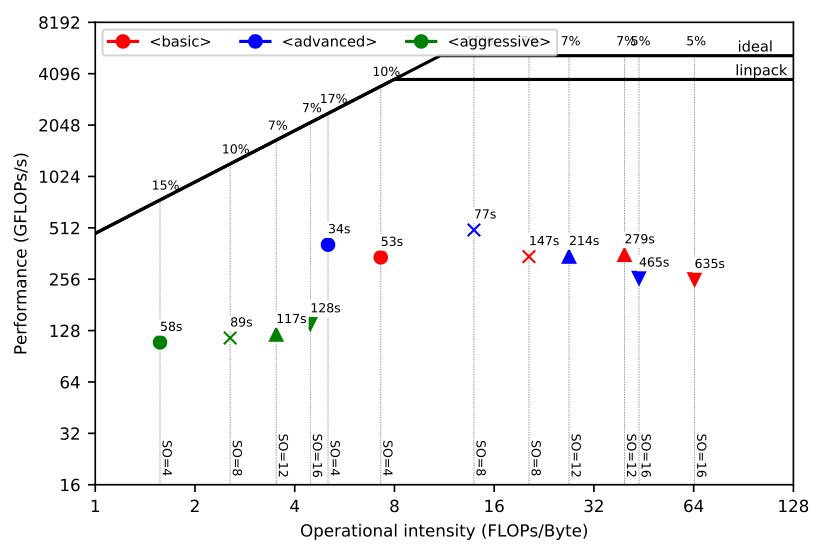 8192
4096
2048
1024
512
256
128
64
32
16
Performance (GFLOPs/s)
<basic>
<advanced>
<aggressive>
7%
7%
5%
5%
ideal
linpack
10%
17%
7%
7%
10%
15%
77s
34s
53s
147s
214s
279s
465s
635s
128s
117s
89s
58s
SO=4
SO=8
SO=12
SO=16
SO=4
SO=4
SO=8
SO=8
SO=12
SO=12
SO=16
SO=16
1
2
4
8
16
32
64
128
Operational intensity (FLOPs/Byte)